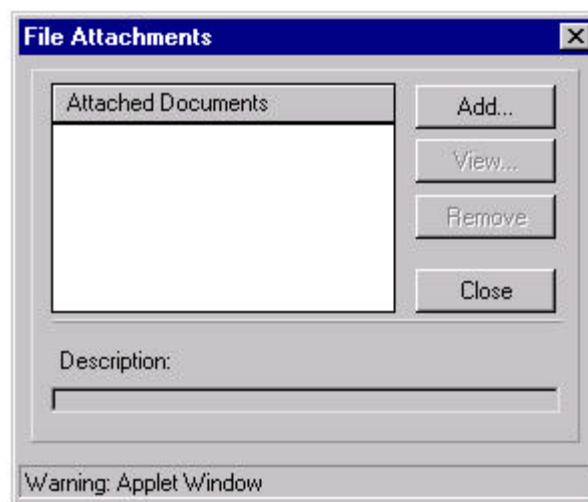 File Attachments
Attached Documents
Add...
View...
Remove
Close
Description:
Warning: Applet Window